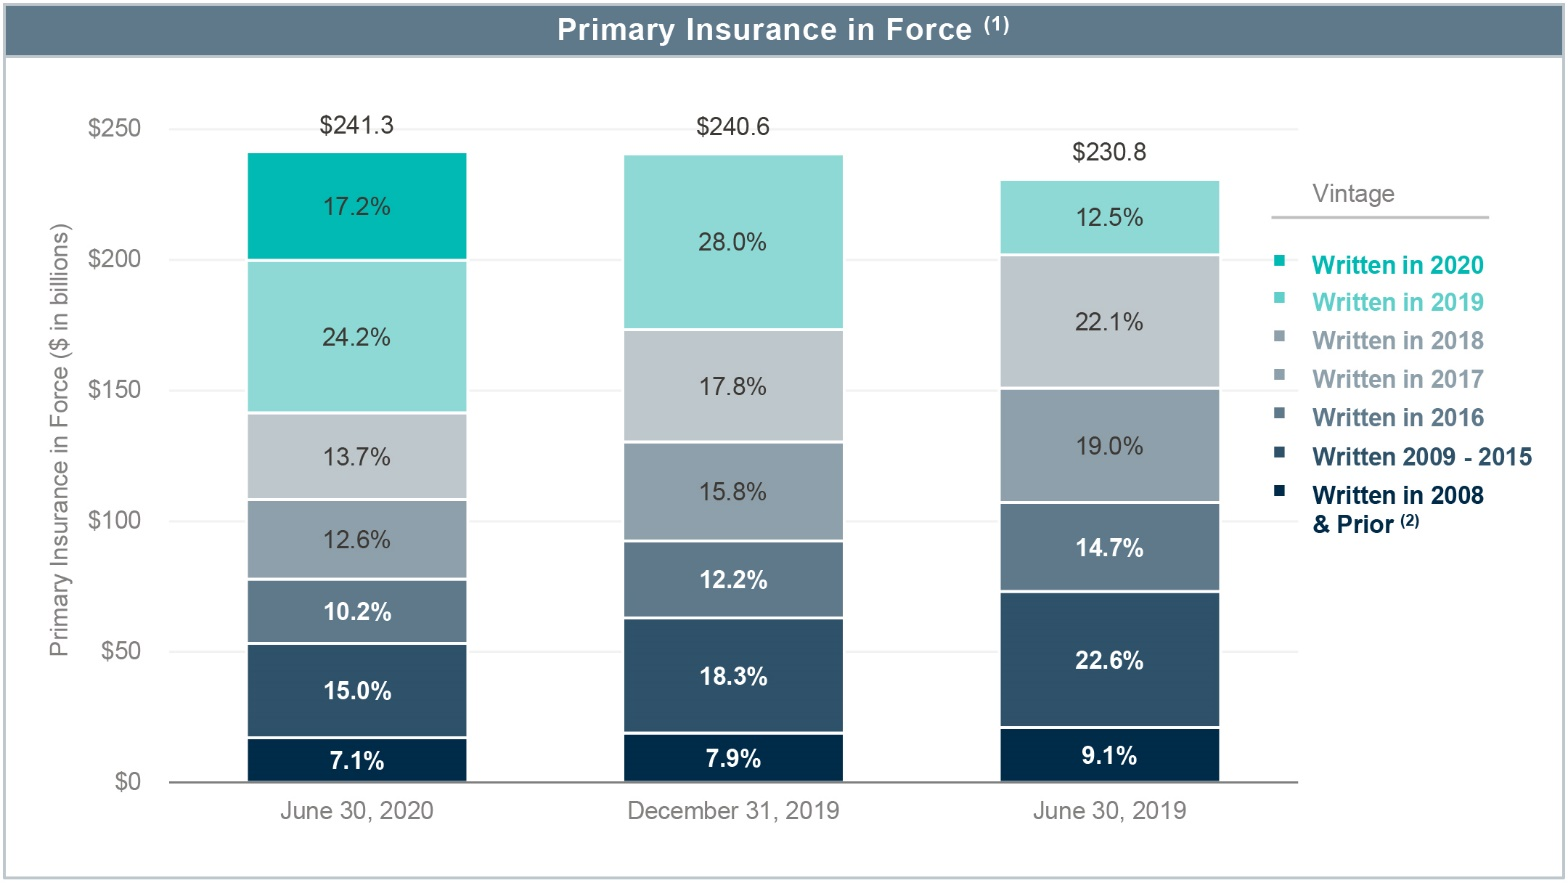 Primary Insurance in Force (1)
Primary Insurance in Force ($ in billions)
$250
$200
$150
$100
$50
$0
$241.3
17.2%
24.2%
13.7%
12.6%
10.2%
15.0%
7.1%
June 30, 2020
$240.6
28.0%
17.8%
15.8%
12.2%
18.3%
7.9%
December 31, 2019
$230.8
12.5%
22.1%
19.0%
14.7%
22.6%
9.1%
June 30, 2019
Vintage
Written in 2020
Written in 2019
Written in 2018
Written in 2017
Written in 2016
Written 2009 - 2015
Written in 2008
& Prior (2)